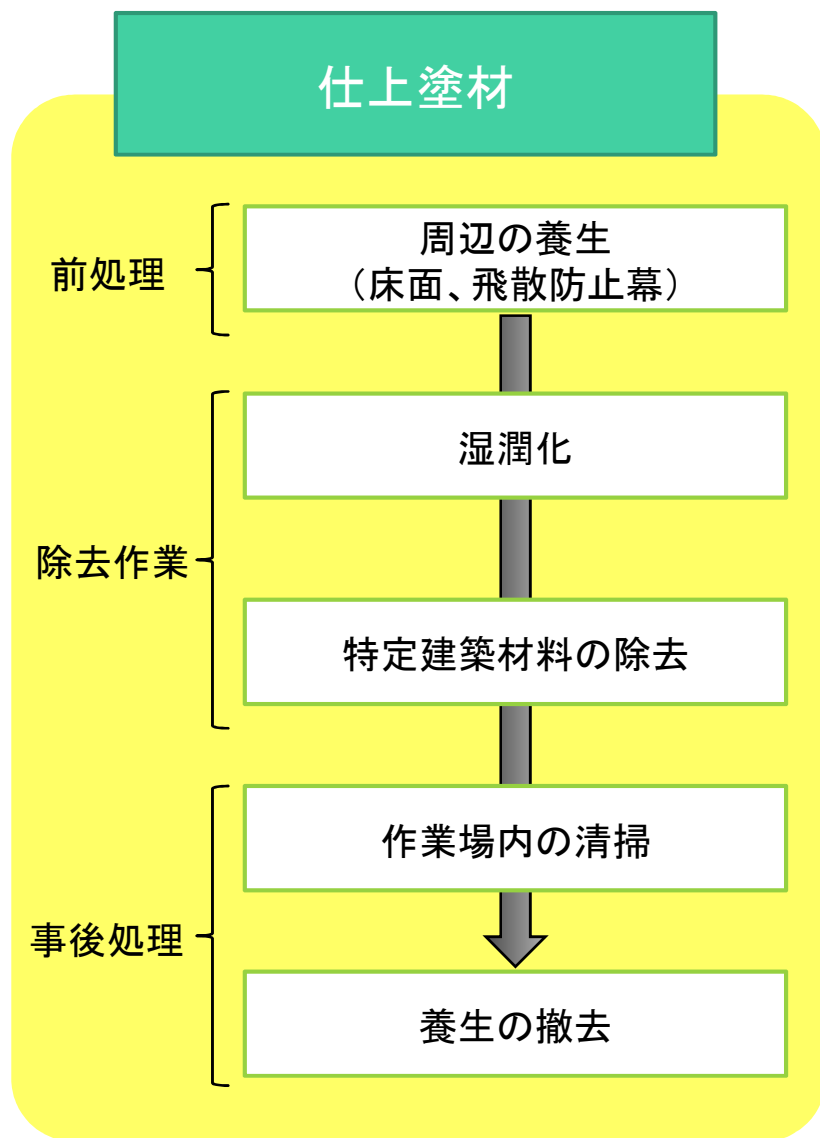 仕上塗材
前処理
周辺の養生
（床面、飛散防止幕）
除去作業
湿潤化
特定建築材料の除去
事後処理
作業場内の清掃
養生の撤去